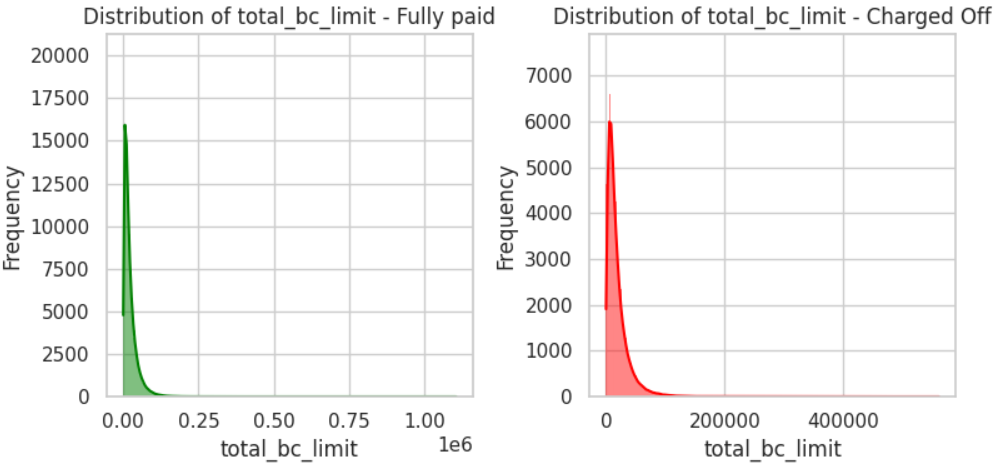 Distribution of total_bc_limit - Fully paid
20000
17500
15000
12500
10000
7500
5000
2500
0
Frequency
0.00 0.25 0.50 0.75 1.00
1e6
total_bc_limit
Distribution of total_bc_limit - Charged Off
7000
6000
5000
4000
3000
2000
1000
0
Frequency
0 200000 400000
total_bc_limit